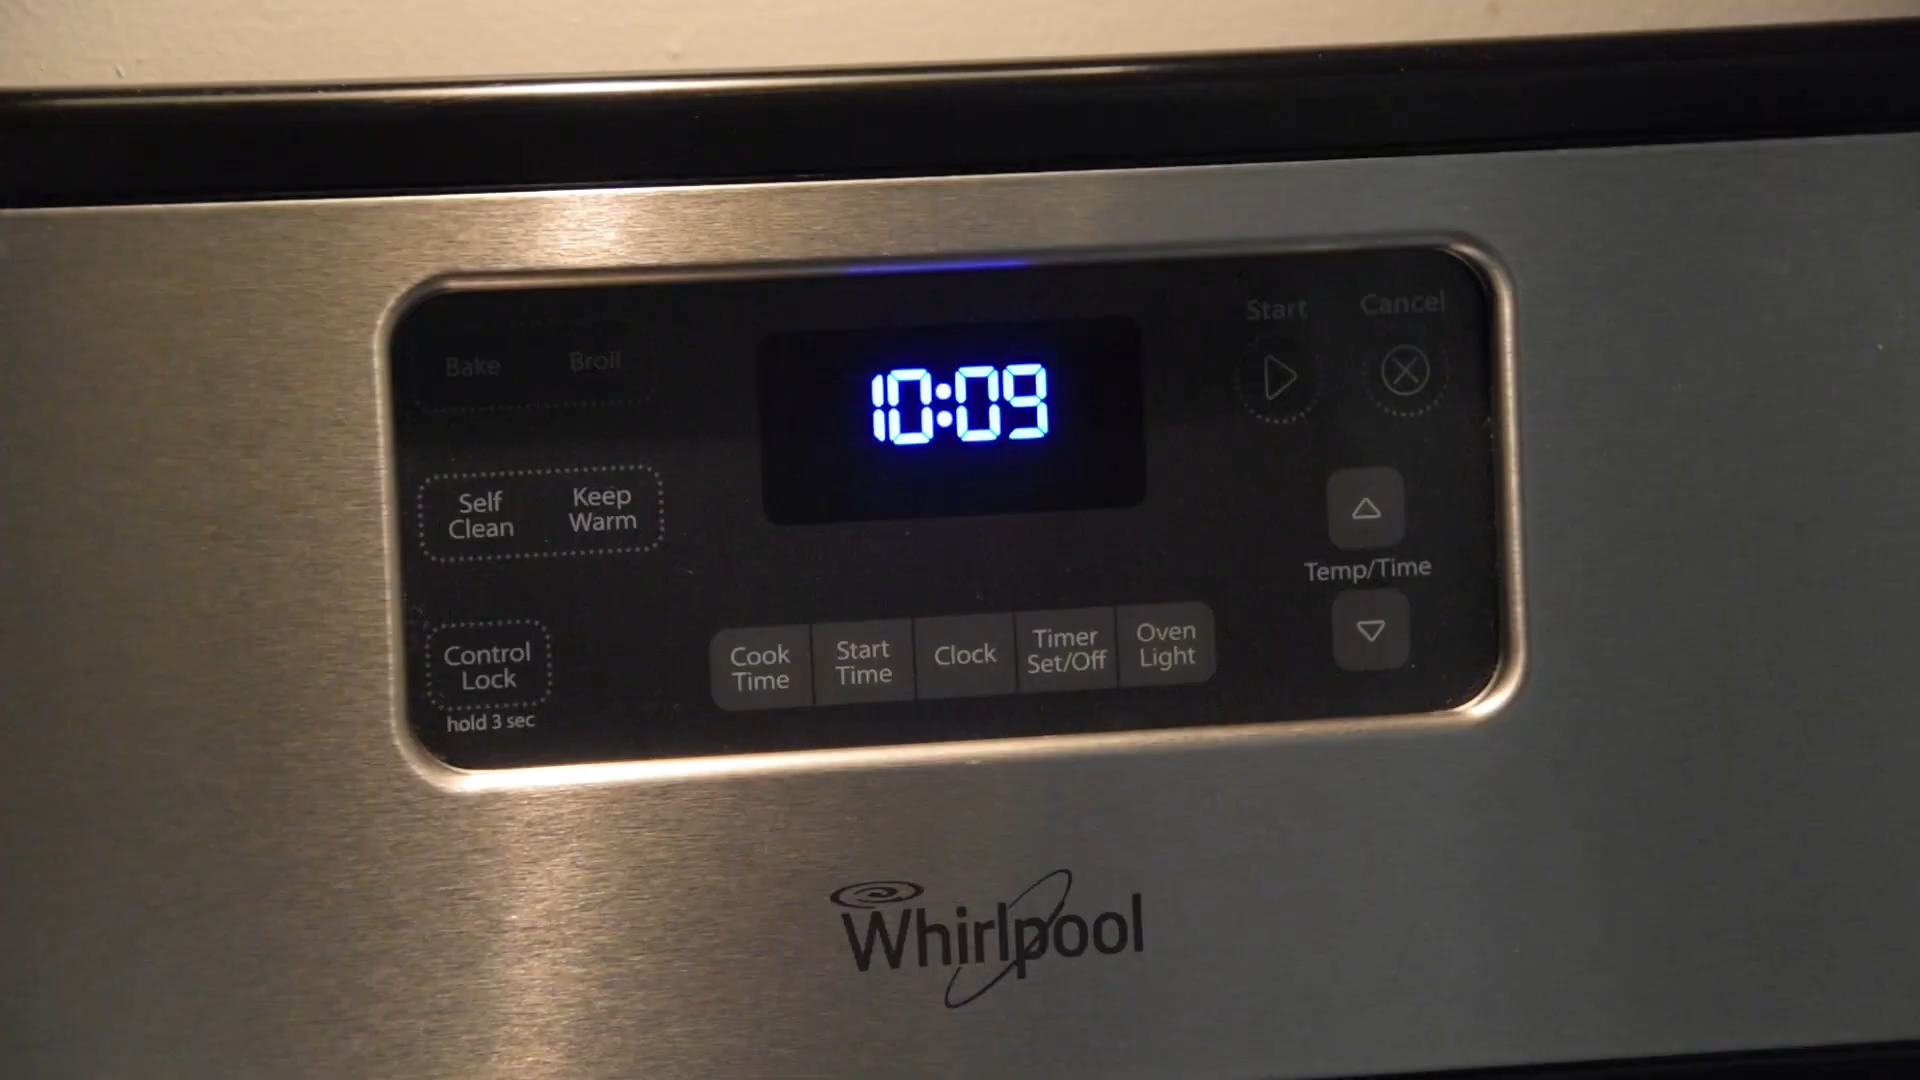 Start Cancel
Bake Broil
10:09
Self
Clean
Keep
Warm
Temp/Time
Control
Lock
hold 3 sec
Cook
Time
Start
Time
Clock
Timer
Set/Off
Oven
Light
Whirlpool